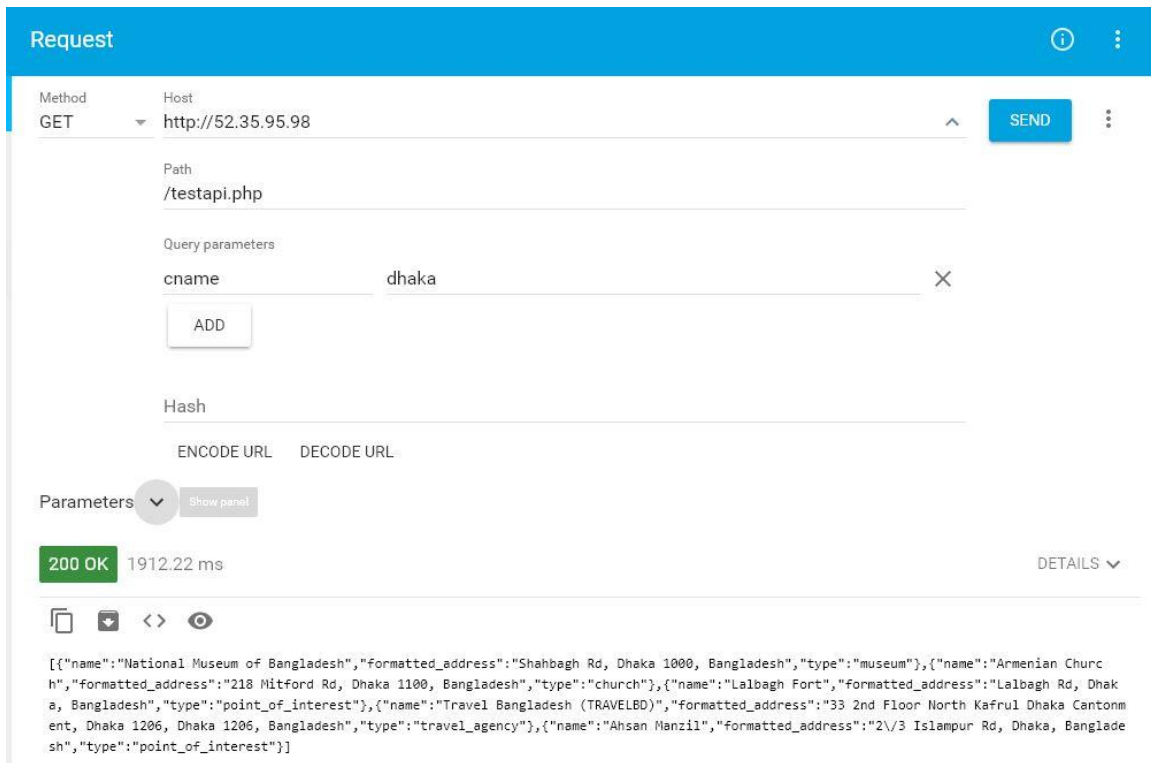 Request
Method
Host
GET
http://52.35.95.98
SEND
Path
/testapi.php
Query parameters
cname
dhaka
ADD
Hash
ENCODE URL
DECODE URL
Parameters
Show panel
200 OK
1912.22 ms
DETAILS
[{"name":"National Museum of Bangladesh","formatted_address":"Shahbagh Rd, Dhaka 1000, Bangladesh","type":"museum"},{"name":"Armenian Churc
h","formatted_address":"218 Mitford Rd, Dhaka 1100, Bangladesh","type":"church"},{"name":"Lalbagh Fort","formatted_address":"Lalbagh Rd, Dhak
a, Bangladesh","type":"point_of_interest"},{"name":"Travel Bangladesh (TRAVELBD)","formatted_address":"33 2nd Floor North Kafrul Dhaka Cantonm
ent, Dhaka 1206, Dhaka 1206, Bangladesh","type":"travel_agency"},{"name":"Ahsan Manzil","formatted_address":"2\/3 Islampur Rd, Dhaka, Banglade
sh","type":"point_of_interest"}]